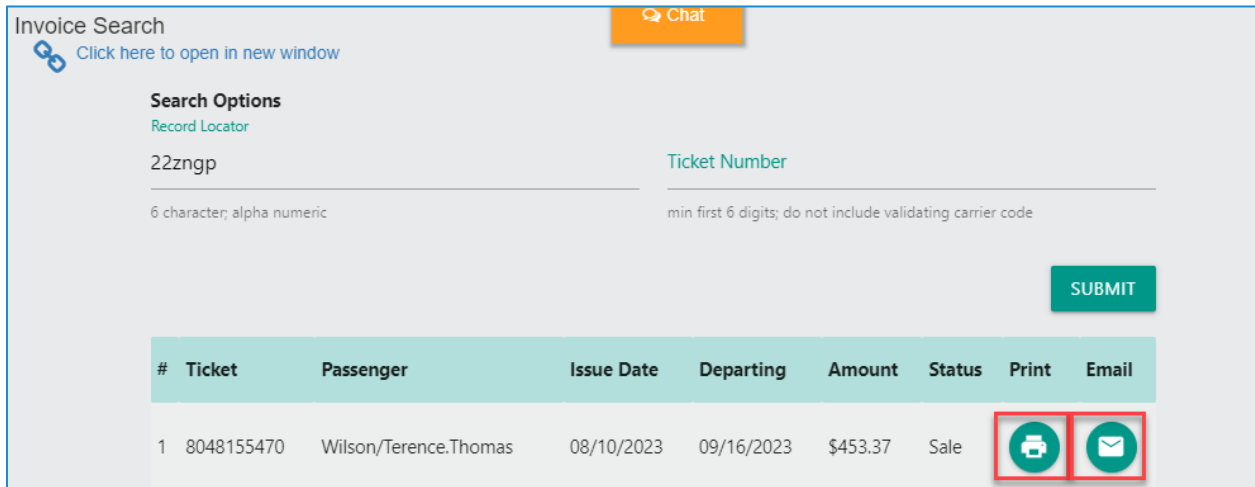 Chat
Invoice Search
Click here to open in new window
Search Options
Record Locator
22zngp
Ticket Number
6 character; alpha numeric
min first 6 digits; do not include validating carrier code
SUBMIT
# Ticket Passenger Issue Date Departing Amount Status Print Email
1 8048155470 Wilson/Terence.Thomas 08/10/2023 09/16/2023 $453.37 Sale